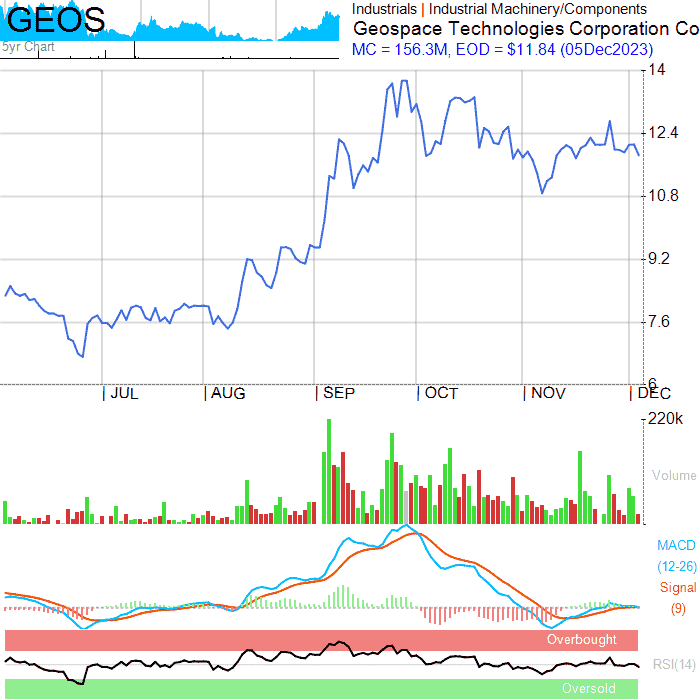 GEOS
5yr Chart
Industrials | Industrial Machinery/Components
Geospace Technologies Corporation Co
MC = 156.3M, EOD = $11.84 (05Dec2023)
14
12.4
10.8
9.2
7.6
6
| JUL | AUG | SEP | OCT | NOV | DEC
220k
Volume
MACD
(12-26)
Signal
(9)
Overbought
RSI(14)
Oversold